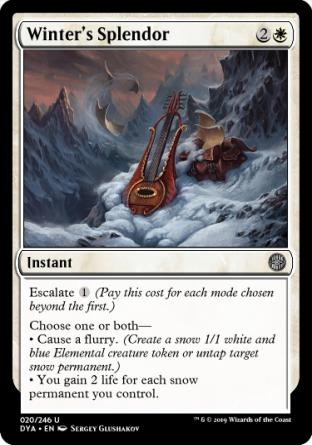 Winter's Splendor 2
Instant
Escalate 1 (Pay this cost for each mode chosen
beyond the first.)
Choose one or both—
• Cause a flurry. (Create a snow 1/1 white and
blue Elemental creature token or untap target
snow permanent.)
• You gain 2 life for each snow
permanent you control.
020/246 U
DYA • EN SERGEY GLUSHAKOV
™ & © 2019 Wizards of the Coast